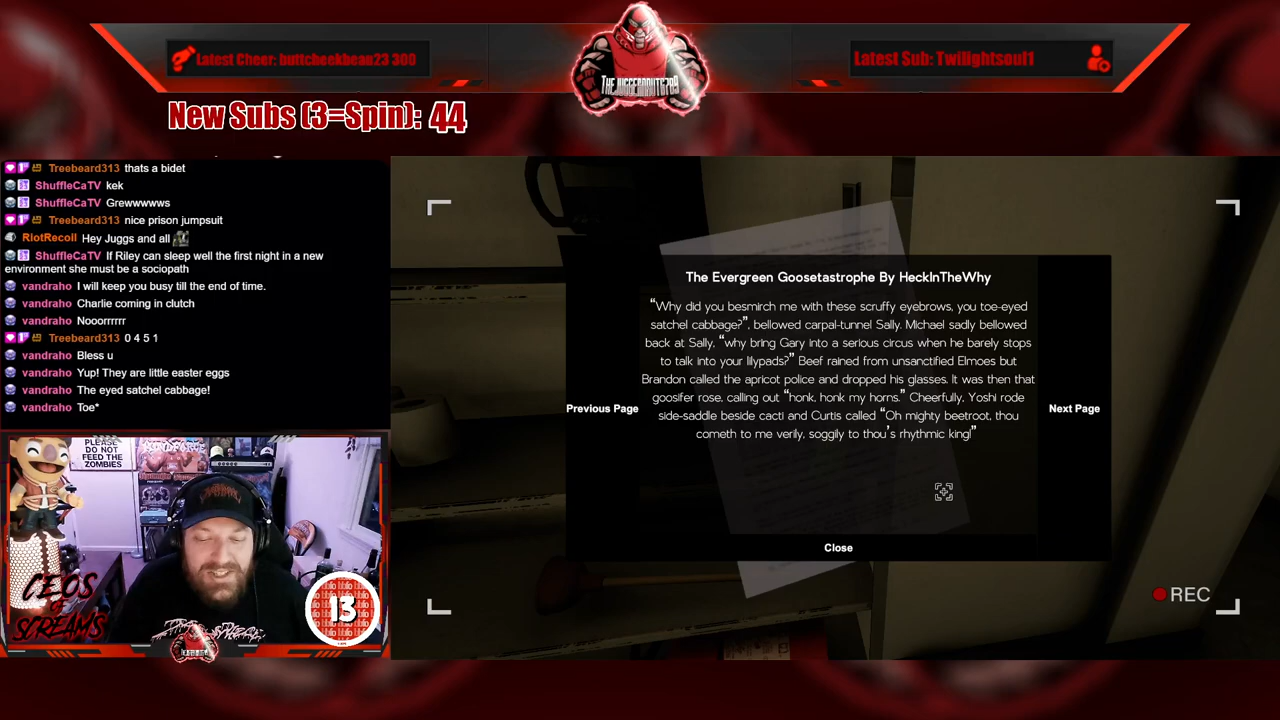 Latest Cheer: buttcheekbean23 300
THEJUGGERNAUT6789
Latest Sub: Twilightsoul1
New Subs (3=Spin): 44
Treebeard313 thats a bidet
ShuffleCaTV kek
ShuffleCaTV Grewwwwws
Treebeard313 nice prison jumpsuit
RiotRecoil Hey Juggs and all
ShuffleCaTV If Riley can sleep well the first night in a new
environment she must be a sociopath
vandraho I will keep you busy till the end of time.
vandraho Charlie coming in clutch
vandraho Nooorrrrrr
Treebeard313 0 4 5 1
vandraho Bless u
vandraho Yup! They are little easter eggs
vandraho The eyed satchel cabbage!
vandraho Toe*
The Evergreen Goosetastrophe By HeckInTheWhy
“Why did you besmirch me with these scruffy eyebrows, you toe-eyed
satchel cabbage?”, bellowed carpal-tunnel Sally. Michael sadly bellowed
back at Sally, “why bring Gary into a serious circus when he barely stops
to talk into your lilypads?” Beef rained from unsanctified Elmoes but
Brandon called the apricot police and dropped his glasses. It was then that
goosifer rose, calling out “honk, honk my horns.” Cheerfully, Yoshi rode
side-saddle beside cacti and Curtis called “Oh mighty beetroot, thou
cometh to me verily, soggily to thou's rhythmic king!”
Previous Page
Next Page
Close
REC
PLEASE
DO NOT
FEED THE
ZOMBIES
CEOS
OF
SCREAMS
13